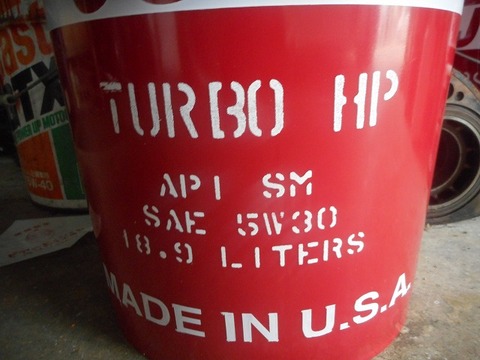 TURBO HP
API SM
SAE 5W30
18.9 LITERS
MADE IN U.S.A